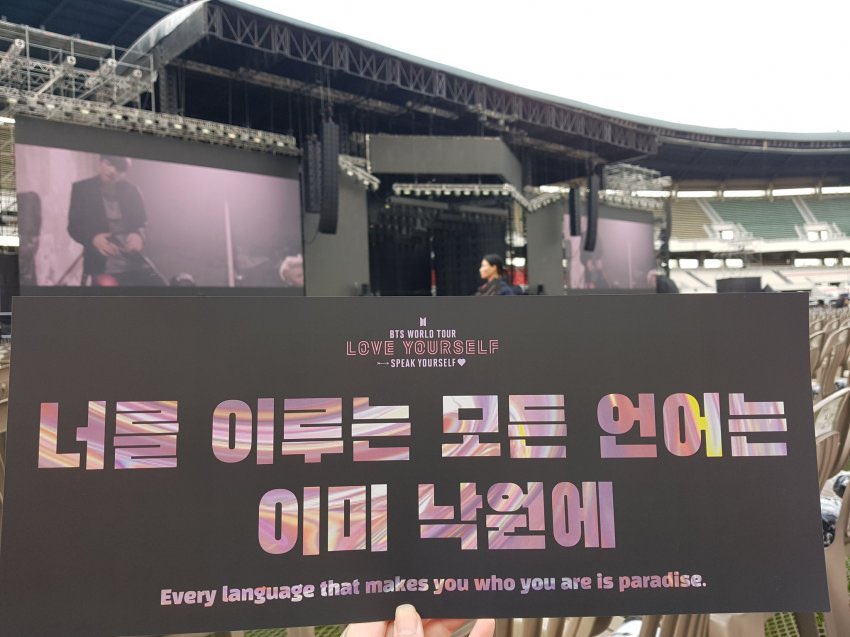 BTS WORLD TOUR
LOVE YOURSELF
SPEAK YOURSELF
너를 이루는 모든 언어는
이미 낙원에
Every language that makes you who you are is paradise.